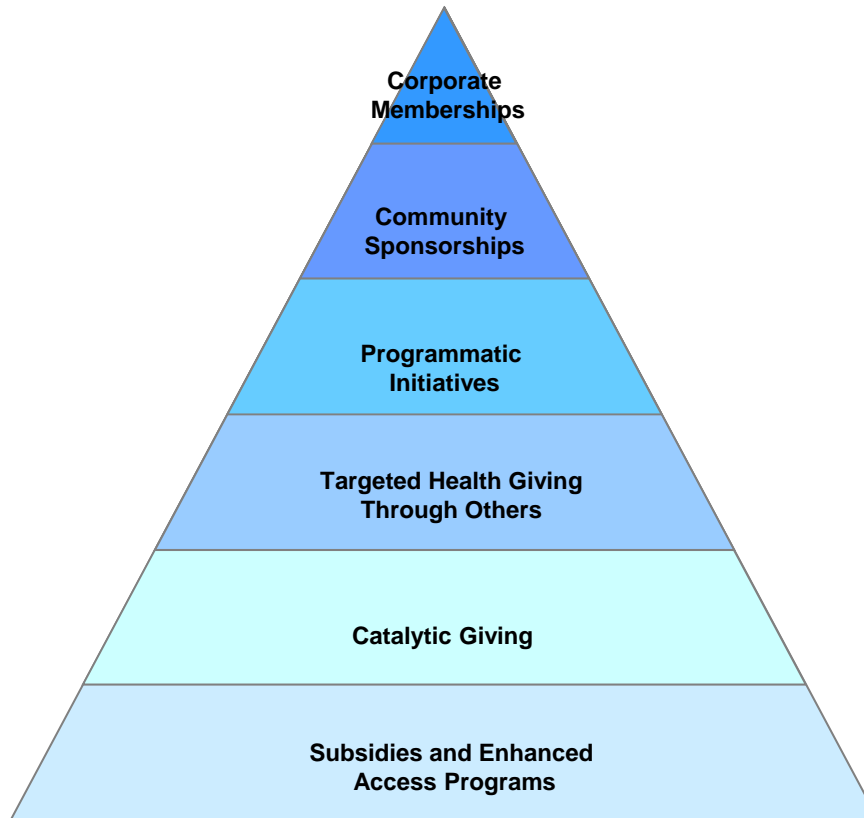 Corporate
Memberships
Community
Sponsorships
Programmatic
Initiatives
Targeted Health Giving
Through Others
Catalytic Giving
Subsidies and Enhanced
Access Programs